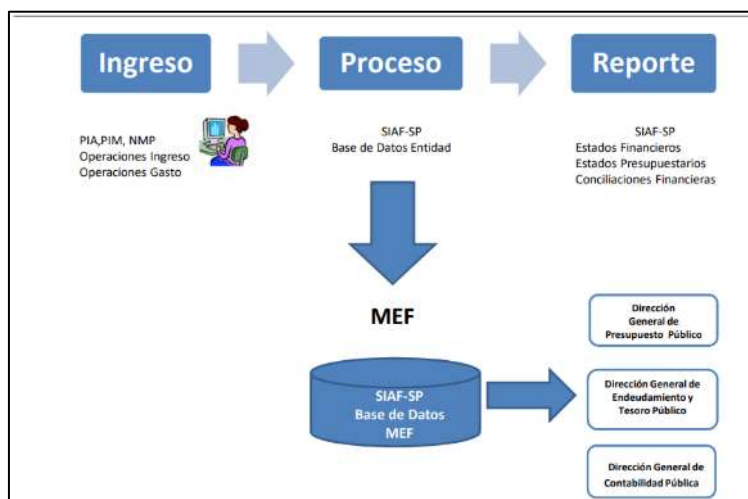 Ingreso
Proceso
Reporte
PIA,PIM, NMP
Operaciones Ingreso
Operaciones Gasto
SIAF-SP
Base de Datos Entidad
SIAF-SP
Estados Financieros
Estados Presupuestarios
Conciliaciones Financieras
MEF
SIAF-SP
Base de Datos
MEF
Dirección
General de
Presupuesto Público
Dirección General de
Endeudamiento y
Tesoro Público
Dirección General de
Contabilidad Pública